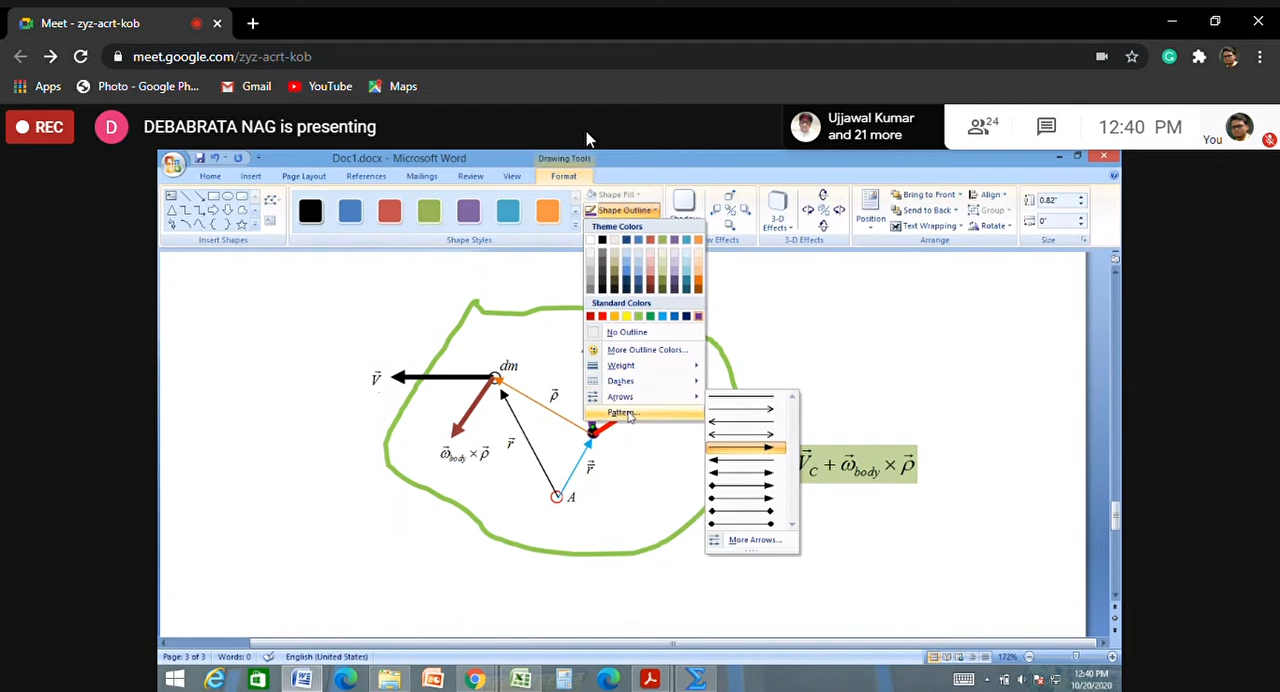 Meet - zyz-acrt-kob
meet.google.com/zyz-acrt-kob
Apps
Photo - Google Ph...
Gmail
YouTube
Maps
REC
D
DEBABRATA NAG is presenting
Ujjawal Kumar
and 21 more
24
12:40 PM
You
Doc1.docx - Microsoft Word
Drawing Tools
Home
Insert
Page Layout
References
Mailings
Review
View
Format
Shape Fill
Shape Outline
3-D
Effects
Position
Bring to Front
Send to Back
Text Wrapping
Align
Group
Rotate
0.82"
0"
Insert Shapes
Shape Styles
w Effects
3-D Effects
Arrange
Size
Theme Colors
Standard Colors
No Outline
More Outline Colors...
Weight
Dashes
Arrows
Pattern...
More Arrows...
dm
V⃗
ρ⃗
ω⃗body × ρ⃗
r⃗
r̄⃗
A
V⃗C + ω⃗body × ρ⃗
Page: 3 of 3
Words: 0
English (United States)
172%
12:40 PM
10/20/2020